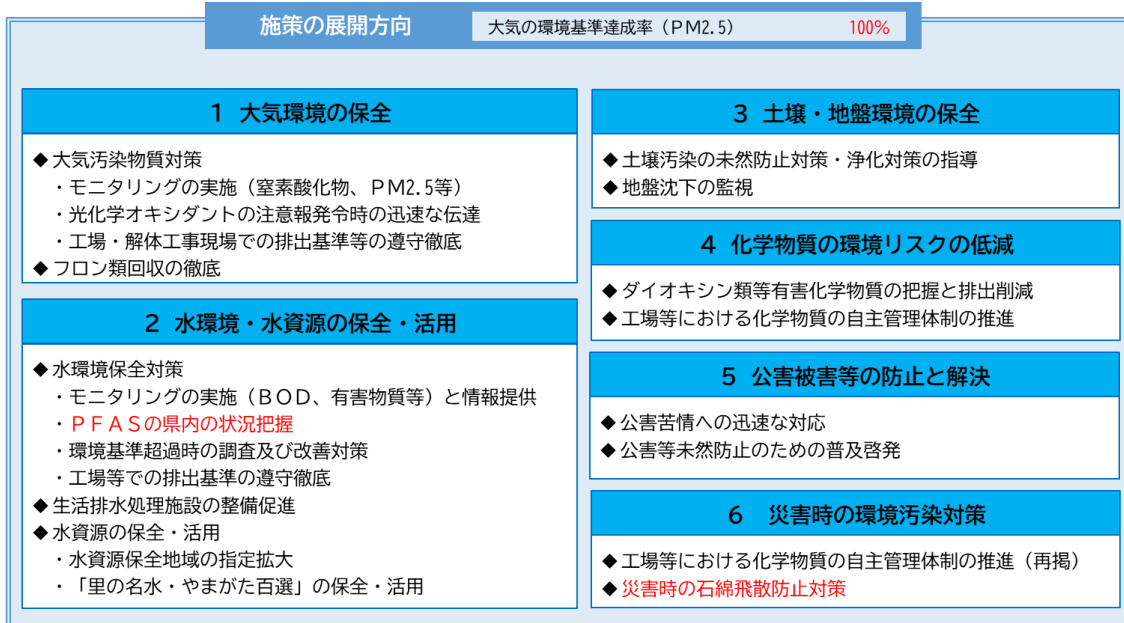 施策の展開方向
大気の環境基準達成率（ＰＭ2.5） 100%
１ 大気環境の保全
◆大気汚染物質対策
・モニタリングの実施（窒素酸化物、ＰＭ2.5等）
・光化学オキシダントの注意報発令時の迅速な伝達
・工場・解体工事現場での排出基準等の遵守徹底
◆フロン類回収の徹底
２ 水環境・水資源の保全・活用
◆水環境保全対策
・モニタリングの実施（ＢＯＤ、有害物質等）と情報提供
・ＰＦＡＳの県内の状況把握
・環境基準超過時の調査及び改善対策
・工場等での排出基準の遵守徹底
◆生活排水処理施設の整備促進
◆水資源の保全・活用
・水資源保全地域の指定拡大
・「里の名水・やまがた百選」の保全・活用
３ 土壌・地盤環境の保全
◆土壌汚染の未然防止対策・浄化対策の指導
◆地盤沈下の監視
４ 化学物質の環境リスクの低減
◆ダイオキシン類等有害化学物質の把握と排出削減
◆工場等における化学物質の自主管理体制の推進
５ 公害被害等の防止と解決
◆公害苦情への迅速な対応
◆公害等未然防止のための普及啓発
６ 災害時の環境汚染対策
◆工場等における化学物質の自主管理体制の推進（再掲）
◆災害時の石綿飛散防止対策